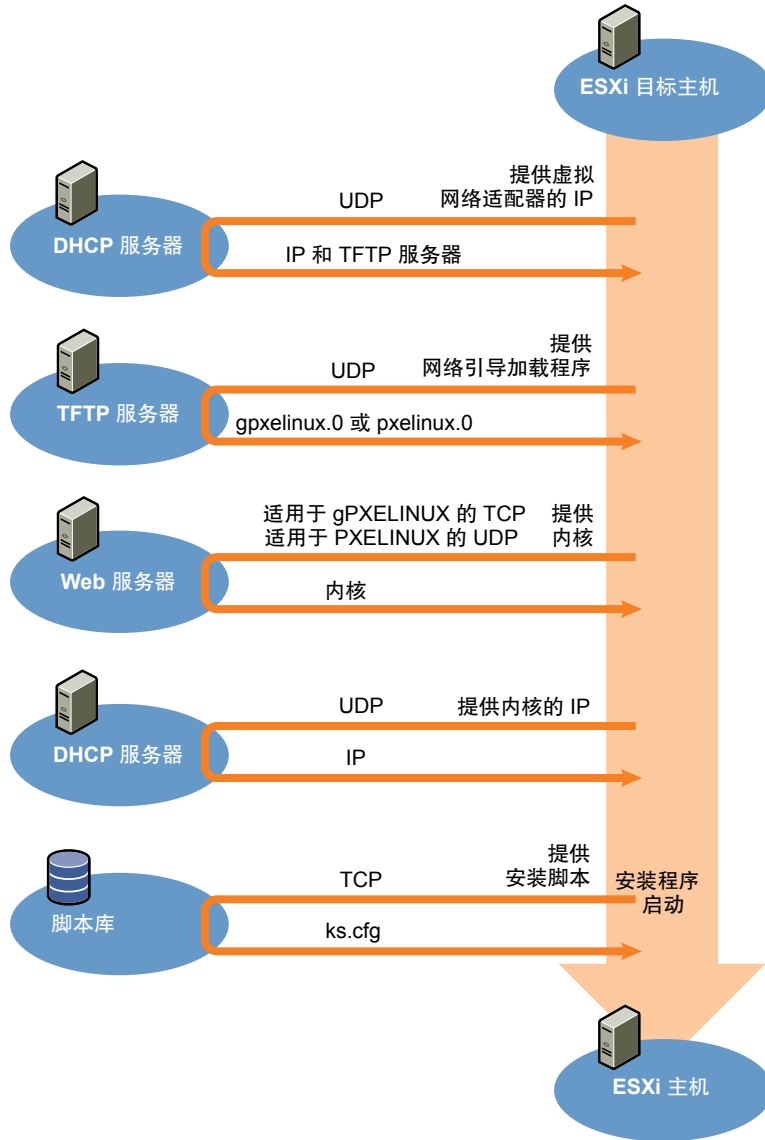 ESXi 目标主机
提供虚拟
UDP 网络适配器的 IP
DHCP 服务器
IP 和 TFTP 服务器
提供
UDP 网络引导加载程序
TFTP 服务器
gpxelinux.0 或 pxelinux.0
适用于 gPXELINUX 的 TCP 提供
适用于 PXELINUX 的 UDP 内核
Web 服务器
内核
UDP 提供内核的 IP
DHCP 服务器
IP
提供
TCP 安装脚本
安装程序
启动
脚本库
ks.cfg
ESXi 主机